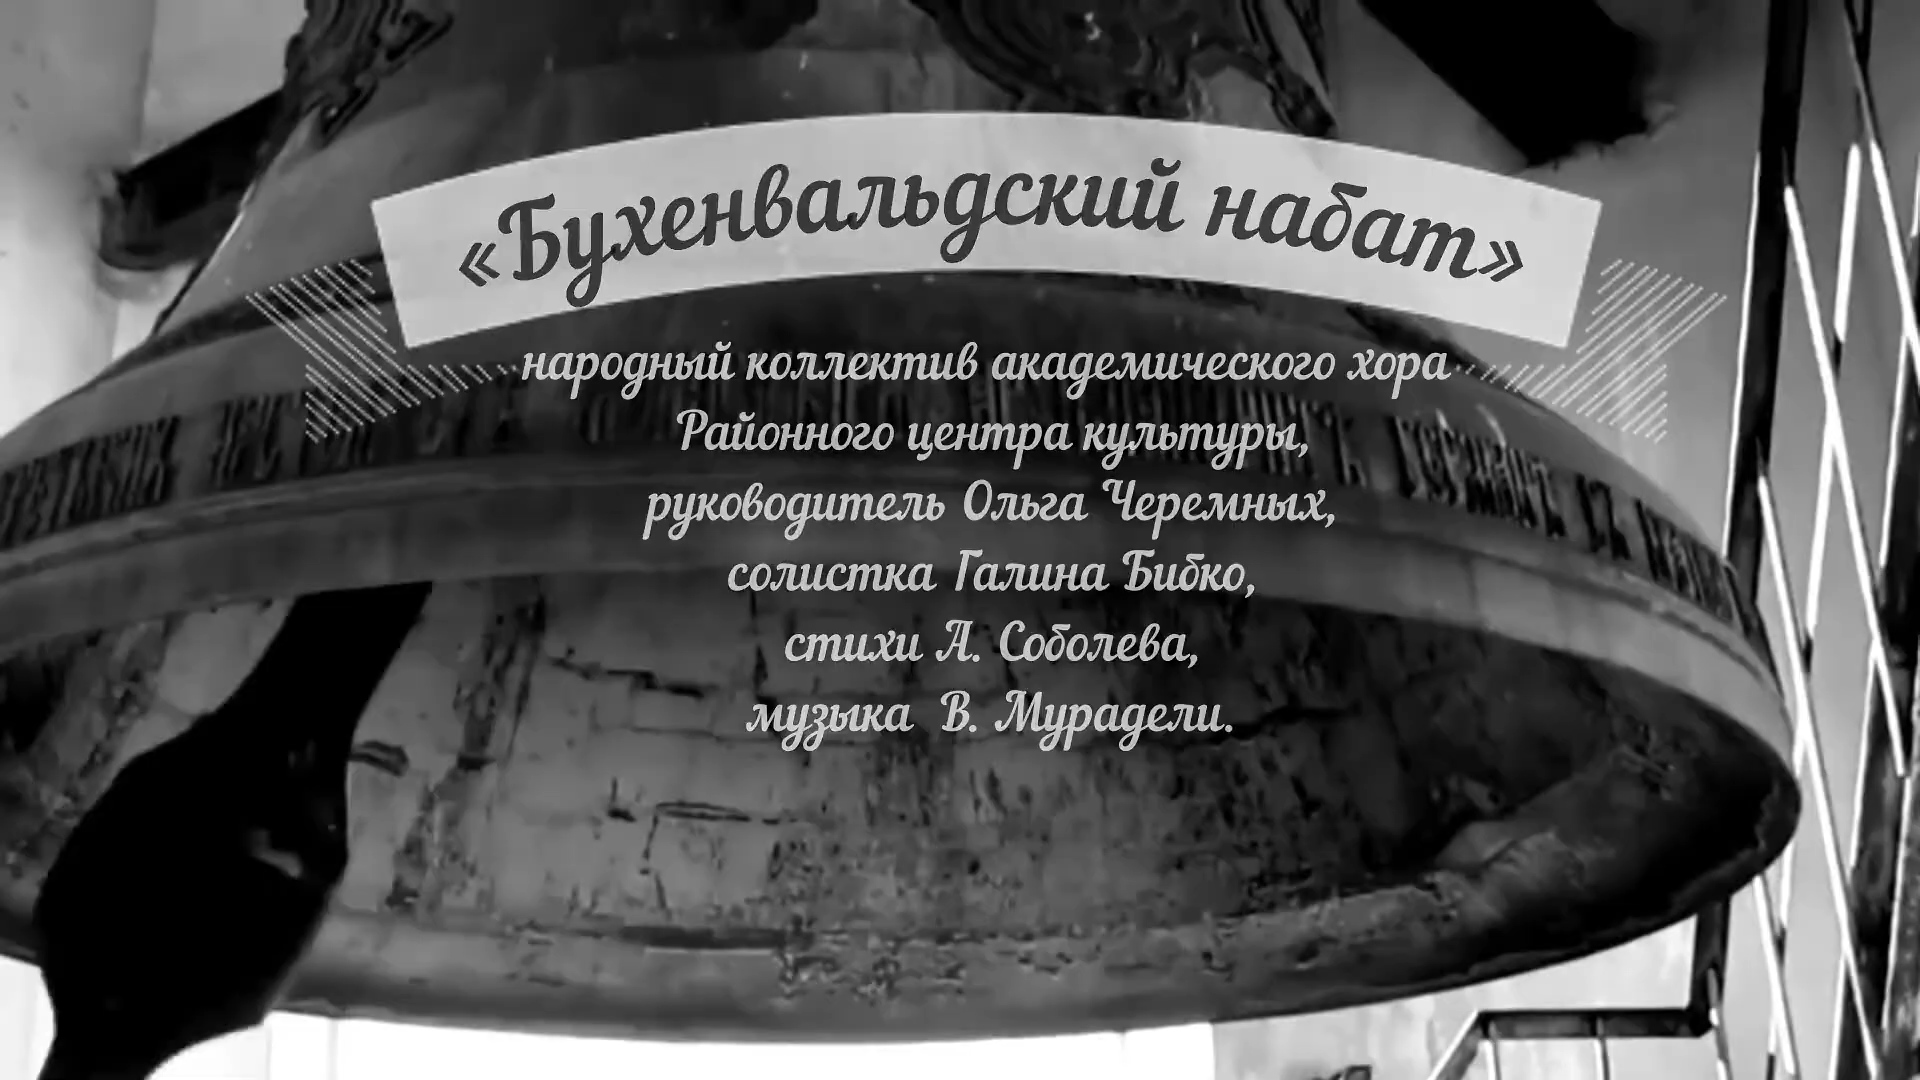 «Бухенвальдский набат»
народный коллектив академического хора
Районного центра культуры,
руководитель Ольга Черемных,
солистка Галина Бибко,
стихи А. Соболева,
музыка В. Мурадели.